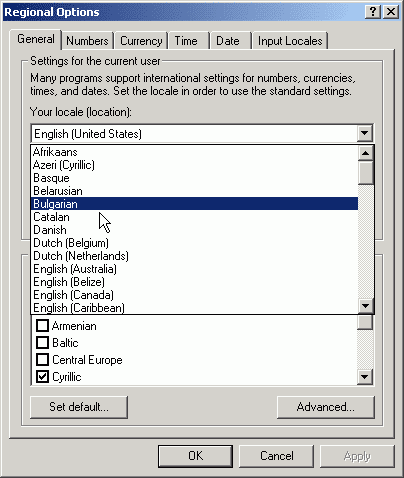 Regional Options
General
Numbers
Currency
Time
Date
Input Locales
Settings for the current user
Many programs support international settings for numbers, currencies,
times, and dates. Set the locale in order to use the standard settings.
Your locale (location):
English (United States)
Afrikaans
Azeri (Cyrillic)
Basque
Belarusian
Bulgarian
Catalan
Danish
Dutch (Belgium)
Dutch (Netherlands)
English (Australia)
English (Belize)
English (Canada)
English (Caribbean)
Armenian
Baltic
Central Europe
Cyrillic
Set default...
Advanced...
OK
Cancel
Apply